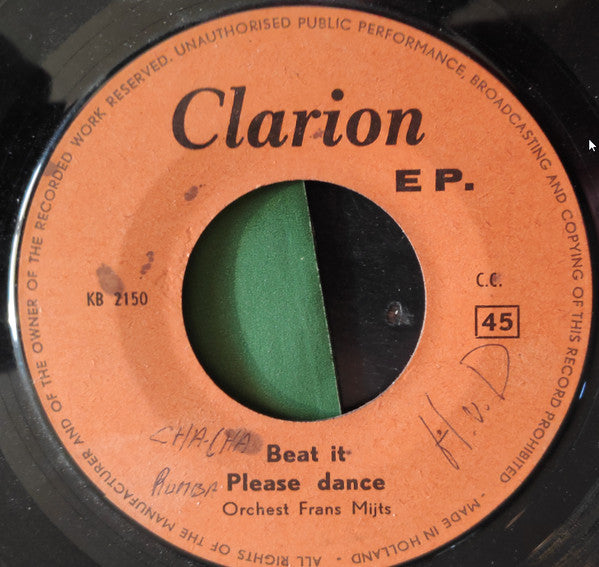 ALL RIGHTS OF THE MANUFACTURER AND OF THE OWNER OF THE RECORDED WORK RESERVED. UNAUTHORISED PUBLIC PERFORMANCE, BROADCASTING AND COPYING OF THIS RECORD PROHIBITED - MADE IN HOLLAND -
Clarion
EP.
KB 2150
C.C.
45
H.v.D
CHA-CHA Beat it
RUMBA Please dance
Orchest Frans Mijts